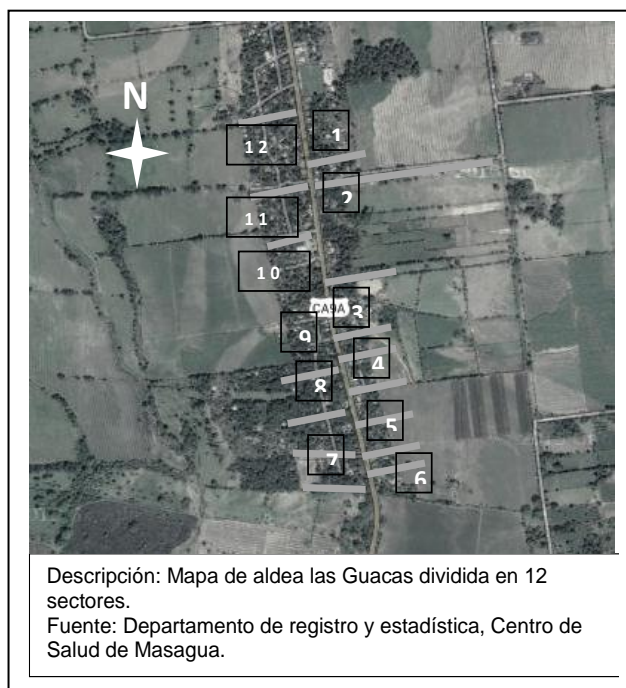 N
1
12
2
11
10
CA9A
3
9
4
8
5
7
6
Descripción: Mapa de aldea las Guacas dividida en 12
sectores.
Fuente: Departamento de registro y estadística, Centro de
Salud de Masagua.